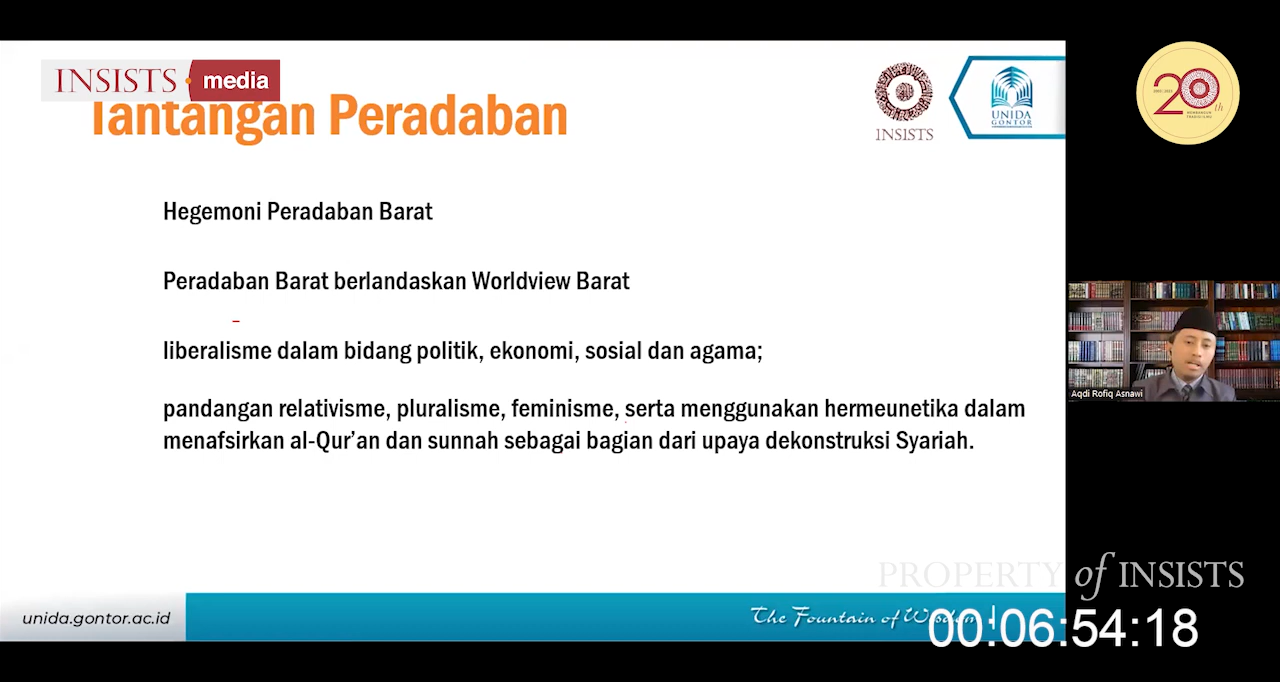 INSISTS media
Tantangan Peradaban
INSISTS
UNIDA
GONTOR
20th
Hegemoni Peradaban Barat
Peradaban Barat berlandaskan Worldview Barat
liberalisme dalam bidang politik, ekonomi, sosial dan agama;
pandangan relativisme, pluralisme, feminisme, serta menggunakan hermeunetika dalam
menafsirkan al-Qur’an dan sunnah sebagai bagian dari upaya dekonstruksi Syariah.
Aqdi Rofiq Asnawi
PROPERTY of INSISTS
unida.gontor.ac.id
The Fountain of Wisdom
00:06:54:18